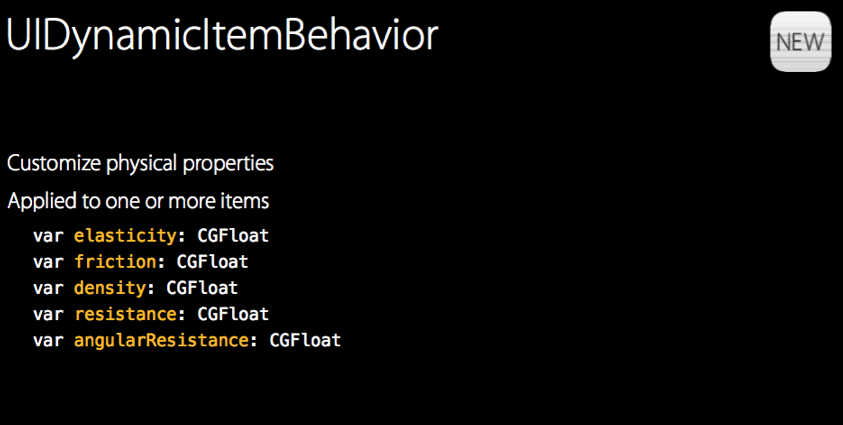 UIDynamicItemBehavior
NEW
Customize physical properties
Applied to one or more items
var elasticity: CGFloat
var friction: CGFloat
var density: CGFloat
var resistance: CGFloat
var angularResistance: CGFloat